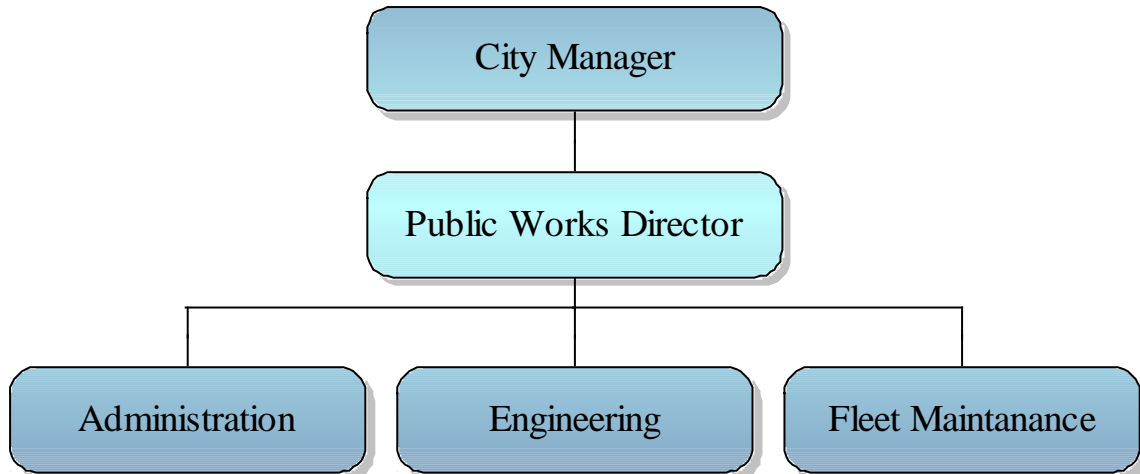 City Manager
Public Works Director
Administration
Engineering
Fleet Maintanance